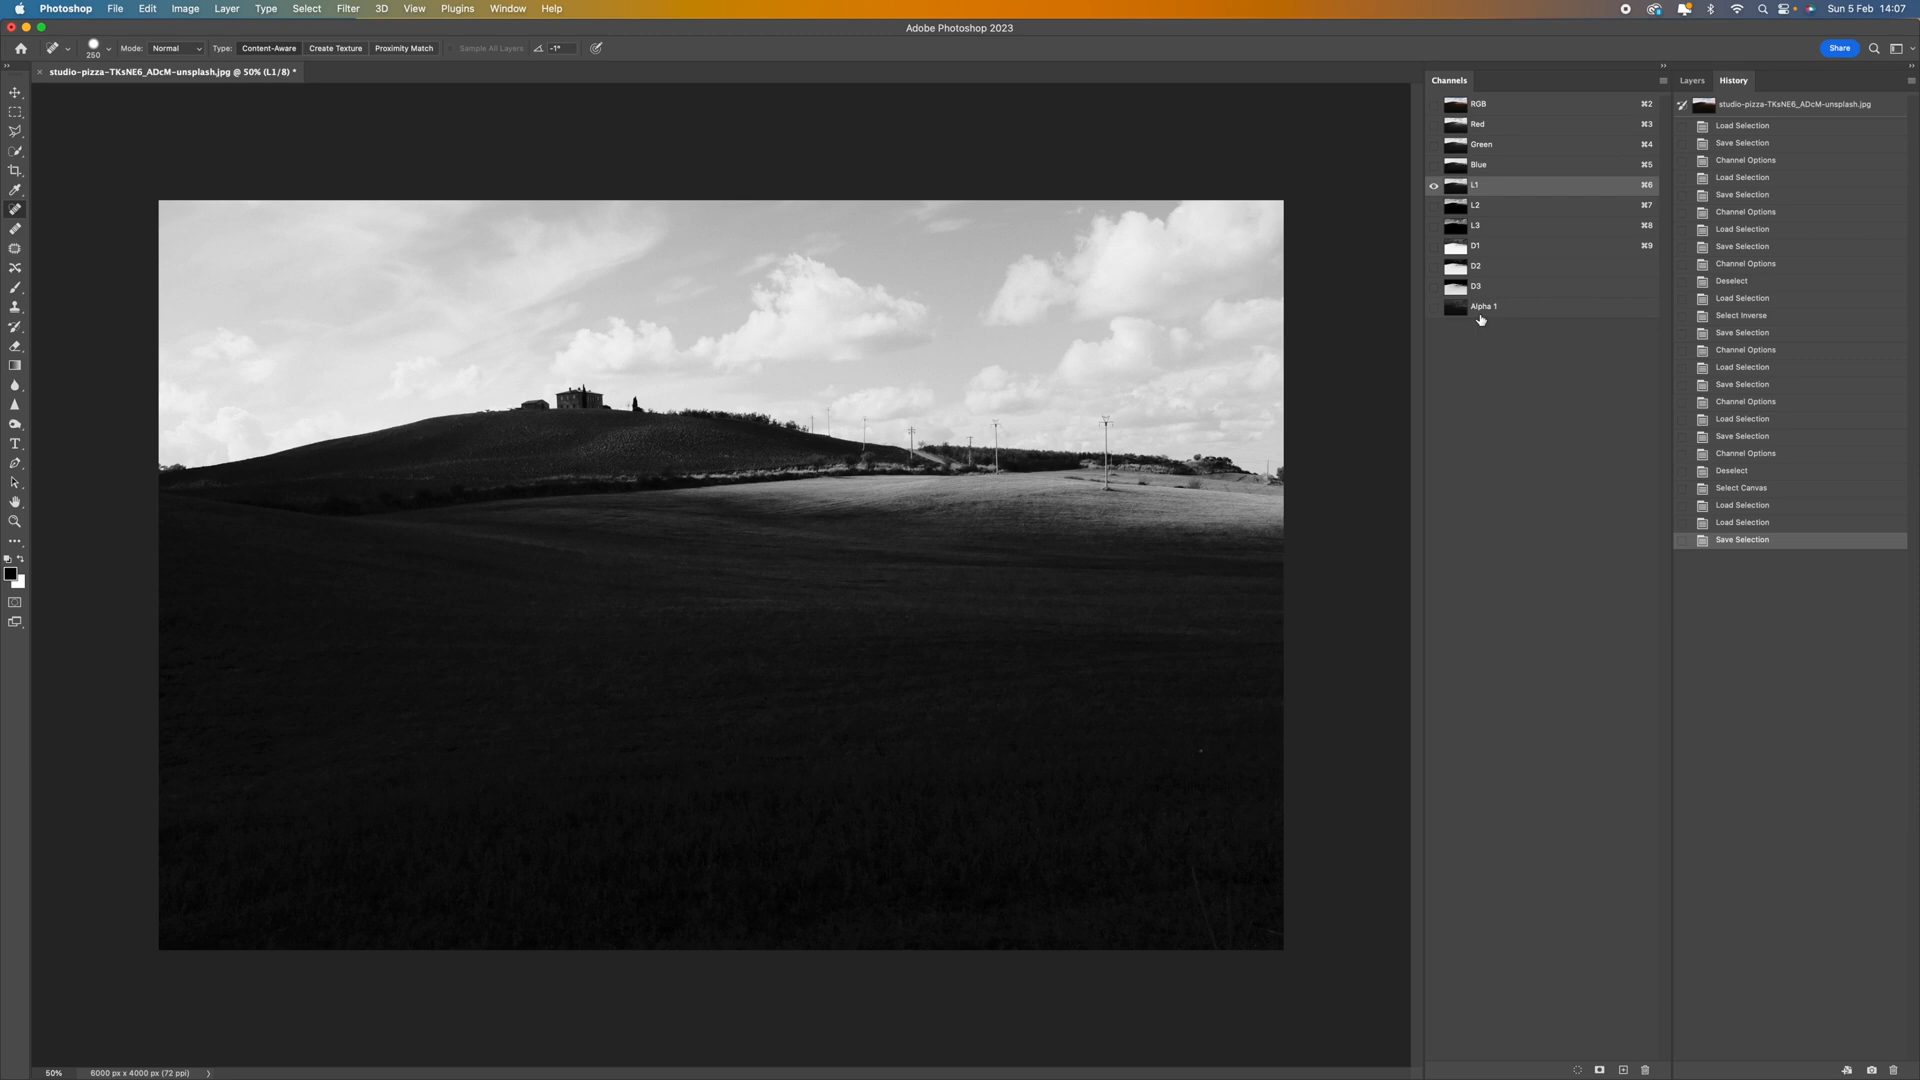 Photoshop File Edit Image Layer Type Select Filter 3D View Plugins Window Help Sun 5 Feb 14:07
Adobe Photoshop 2023
250 Mode: Normal Type: Content-Aware Create Texture Proximity Match Sample All Layers -1° Share
studio-pizza-TKsNE6_ADcM-unsplash.jpg @ 50% (L1/8) *
Channels
RGB ⌘2
Red ⌘3
Green ⌘4
Blue ⌘5
L1 ⌘6
L2 ⌘7
L3 ⌘8
D1 ⌘9
D2
D3
Alpha 1
Layers History
studio-pizza-TKsNE6_ADcM-unsplash.jpg
Load Selection
Save Selection
Channel Options
Load Selection
Save Selection
Channel Options
Load Selection
Save Selection
Channel Options
Deselect
Load Selection
Select Inverse
Save Selection
Channel Options
Load Selection
Save Selection
Channel Options
Load Selection
Save Selection
Channel Options
Deselect
Select Canvas
Load Selection
Load Selection
Save Selection
50% 6000 px x 4000 px (72 ppi)